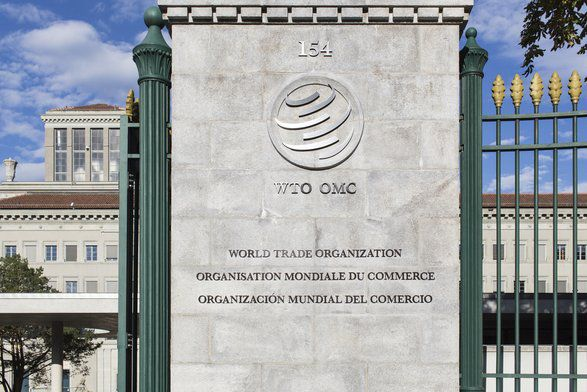 154
WTO OMC
WORLD TRADE ORGANIZATION
ORGANISATION MONDIALE DU COMMERCE
ORGANIZACIÓN MUNDIAL DEL COMERCIO